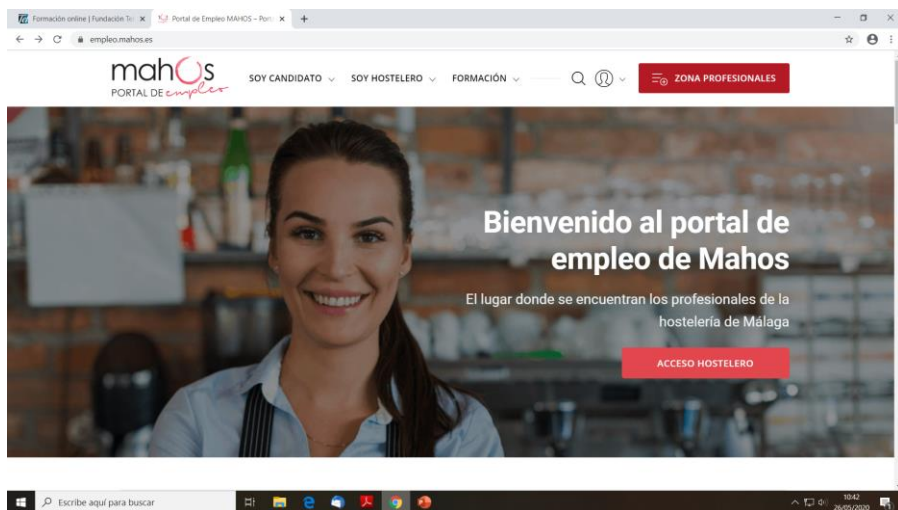 Formación online | Fundación Te
Portal de Empleo MAHOS – Port
empleo.mahos.es
mahos
PORTAL DE empleo
SOY CANDIDATO
SOY HOSTELERO
FORMACIÓN
ZONA PROFESIONALES
Bienvenido al portal de
empleo de Mahos
El lugar donde se encuentran los profesionales de la
hostelería de Málaga
ACCESO HOSTELERO
Escribe aquí para buscar
10:42
26/05/2020